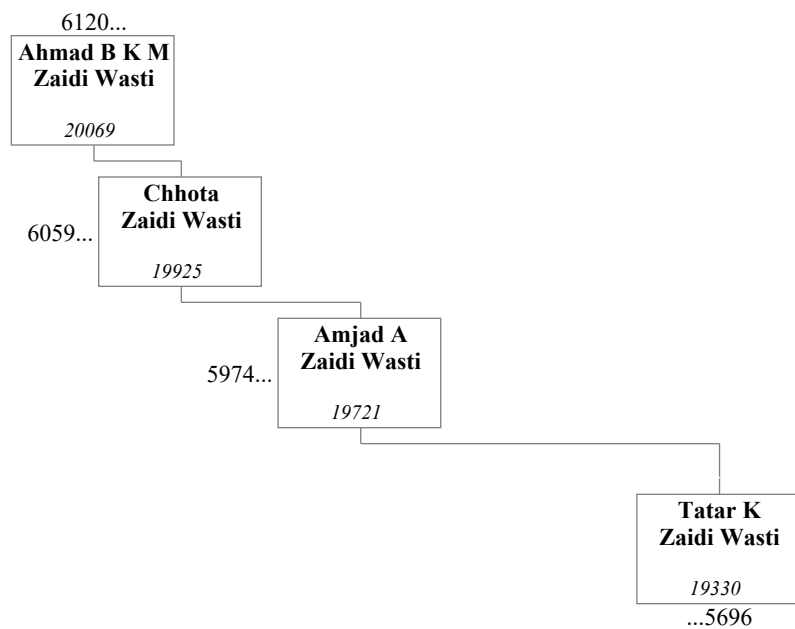 6120...
Ahmad B K M
Zaidi Wasti
20069
Chhota
Zaidi Wasti
6059...
19925
Amjad A
Zaidi Wasti
5974...
19721
Tatar K
Zaidi Wasti
19330
...5696